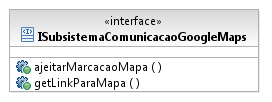 «interface»
ISubsistemaComunicacaoGoogleMaps
ajeitarMarcacaoMapa ( )
getLinkParaMapa ( )